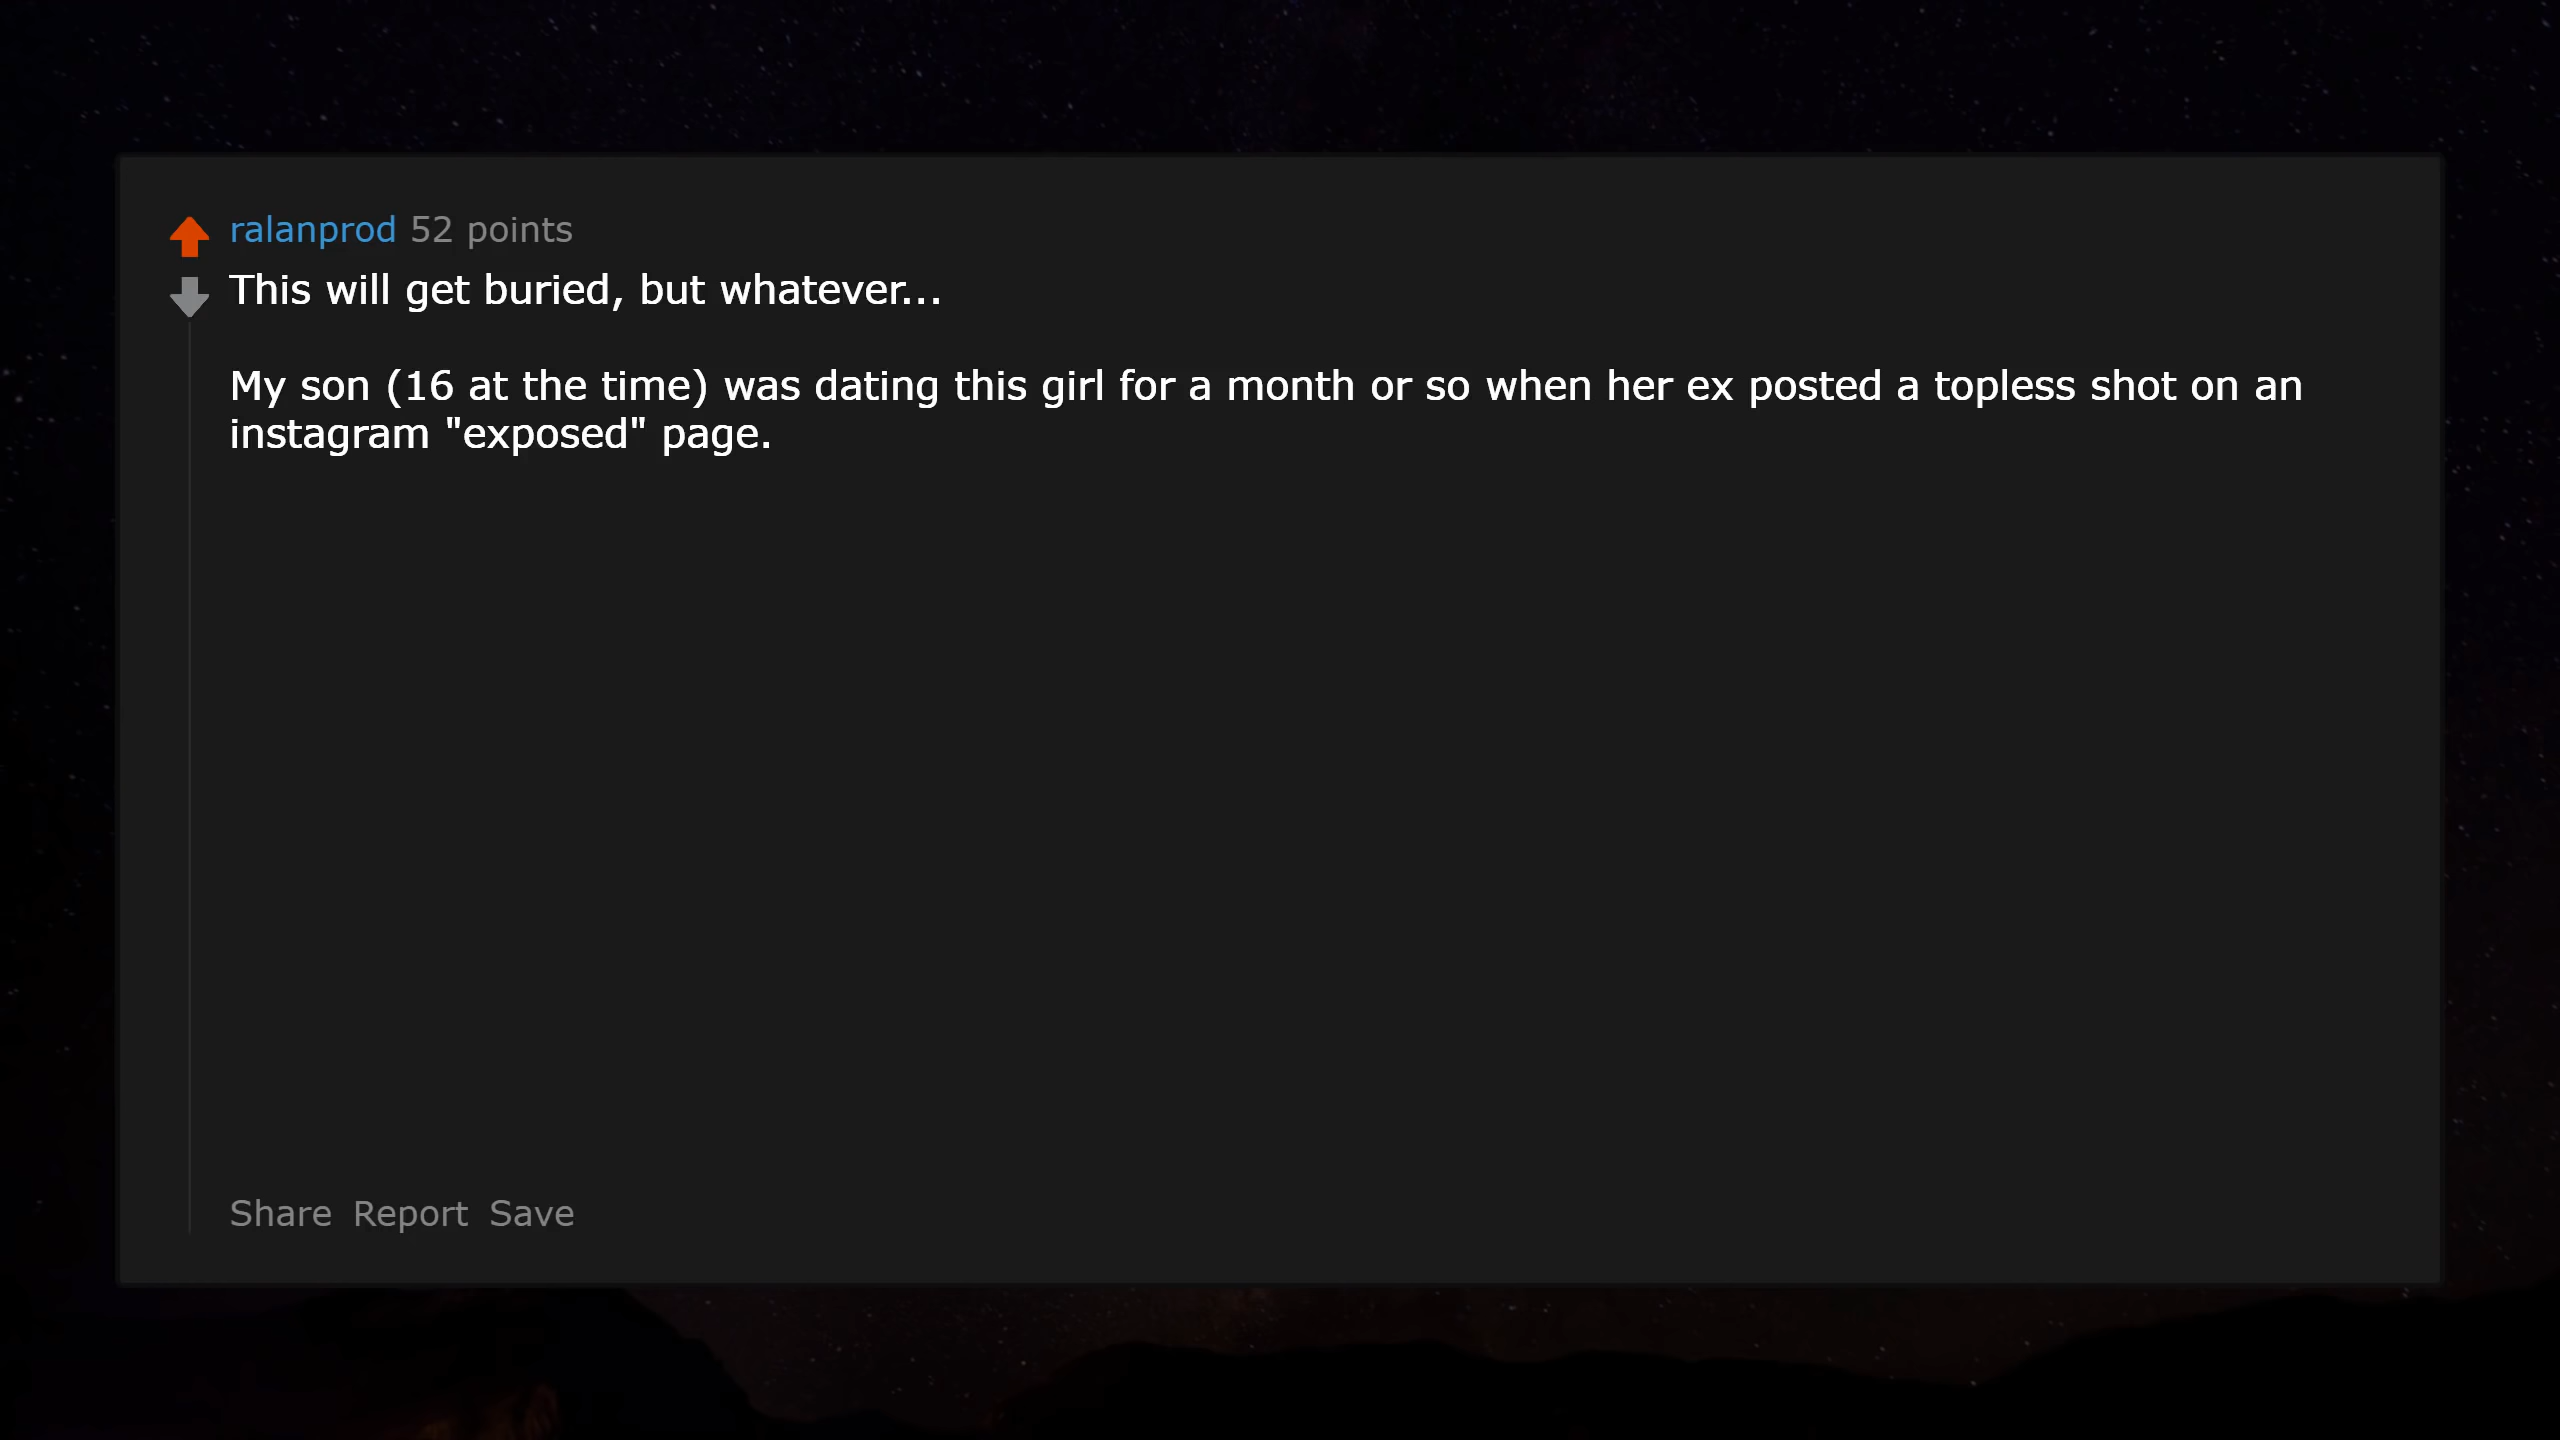 ralanprod 52 points
This will get buried, but whatever...
My son (16 at the time) was dating this girl for a month or so when her ex posted a topless shot on an
instagram "exposed" page.
Share Report Save